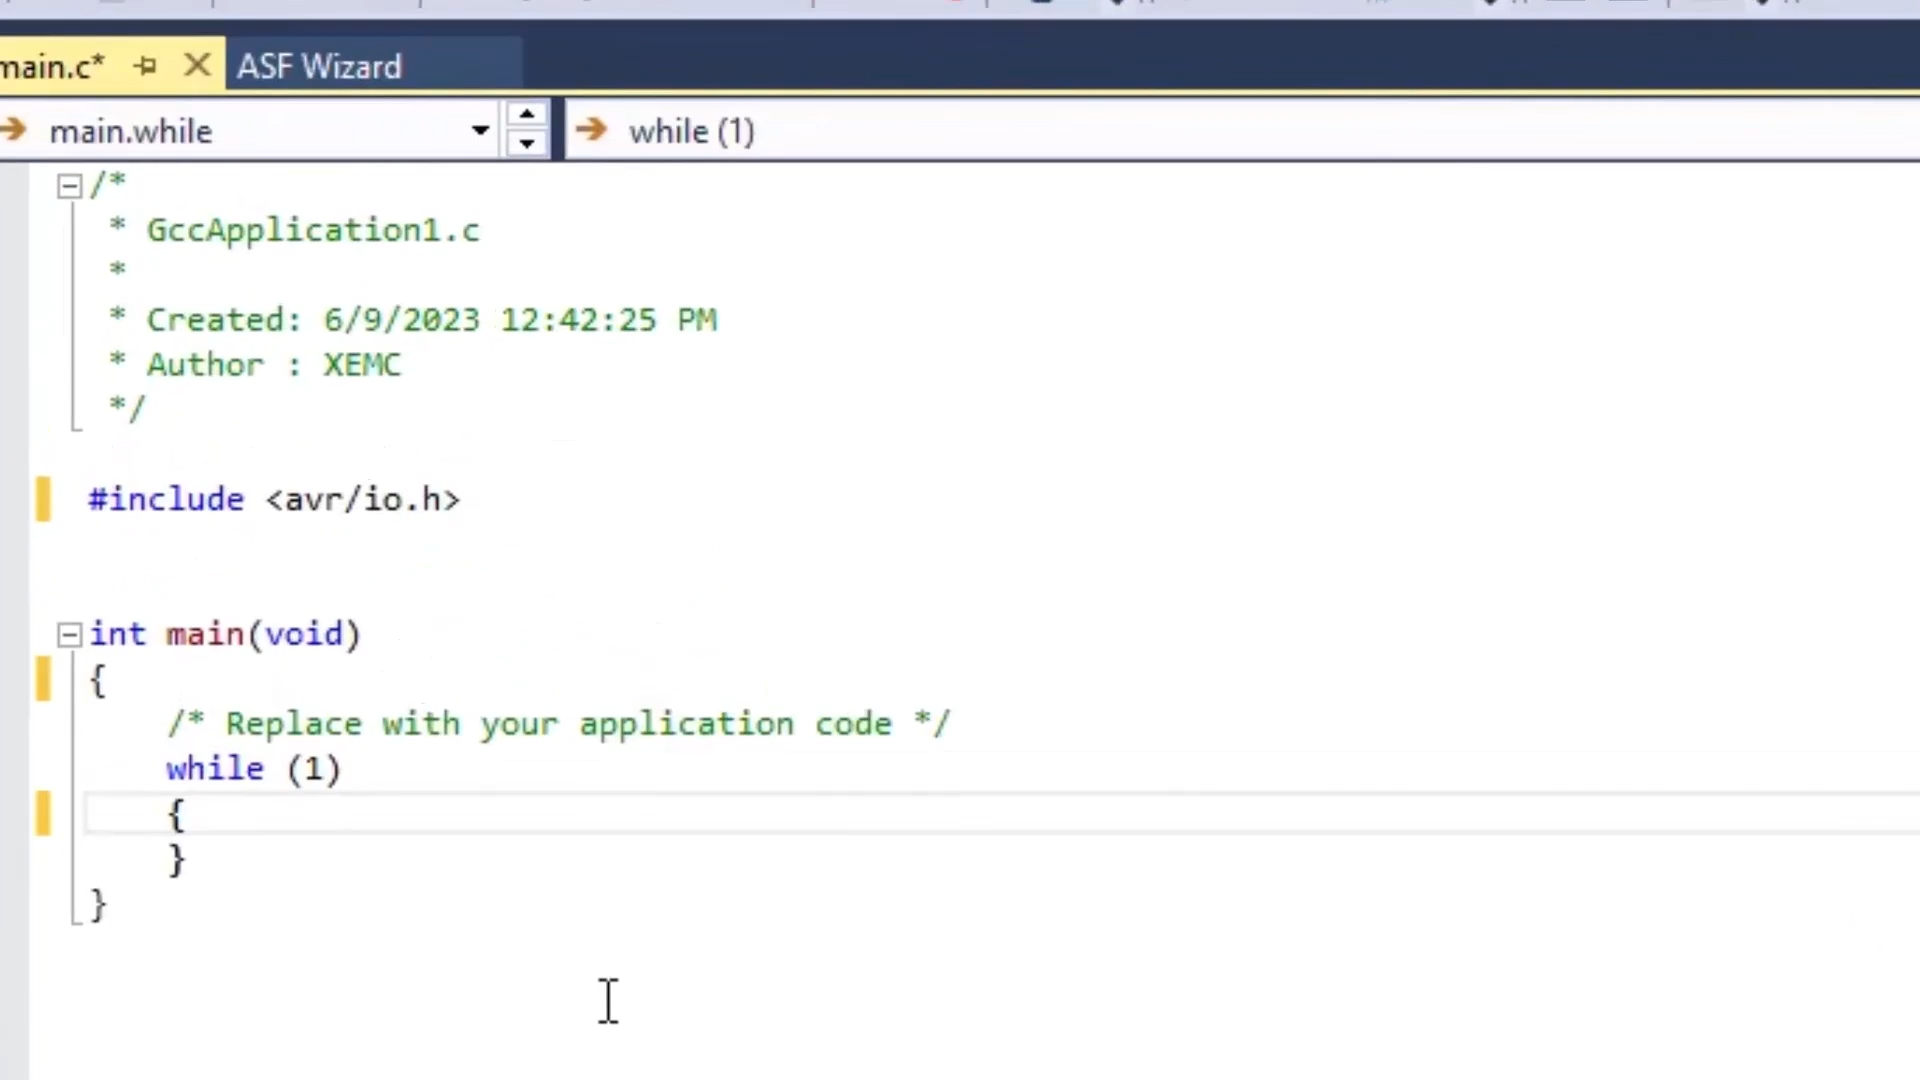 main.c* ASF Wizard
main.while while (1)
/*
* GccApplication1.c
*
* Created: 6/9/2023 12:42:25 PM
* Author : XEMC
*/
#include <avr/io.h>
int main(void)
{
/* Replace with your application code */
while (1)
{
}
}